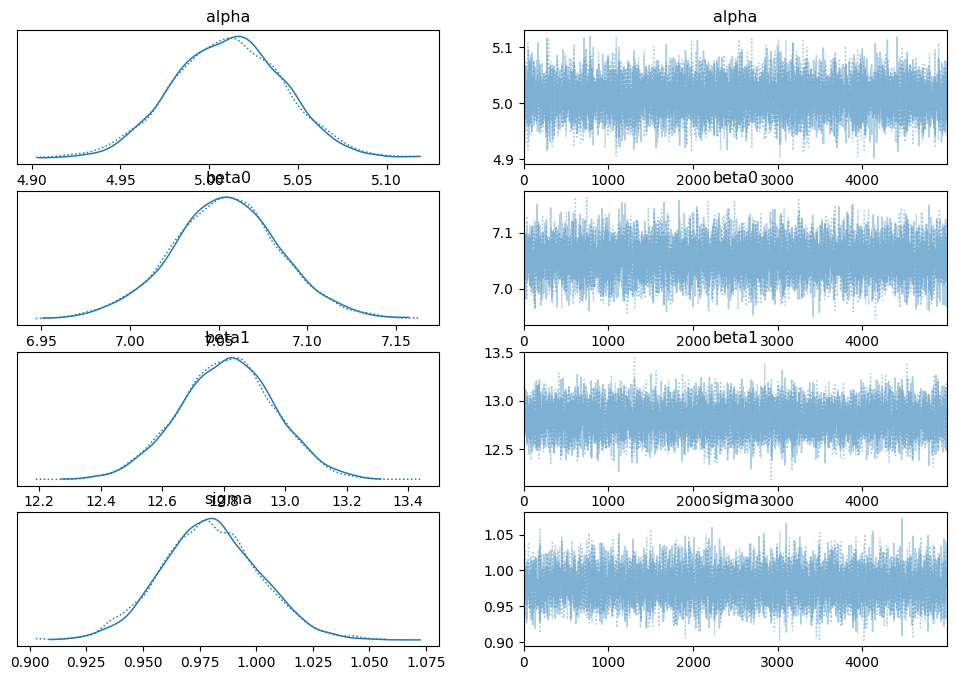 alpha
alpha
4.90 4.95 5.00 5.05 5.10
5.1
5.0
4.9
0 1000 2000 3000 4000
beta0
beta0
6.95 7.00 7.05 7.10 7.15
7.1
7.0
0 1000 2000 3000 4000
beta1
beta1
12.2 12.4 12.6 12.8 13.0 13.2 13.4
13.5
13.0
12.5
0 1000 2000 3000 4000
sigma
sigma
0.900 0.925 0.950 0.975 1.000 1.025 1.050 1.075
1.05
1.00
0.95
0.90
0 1000 2000 3000 4000